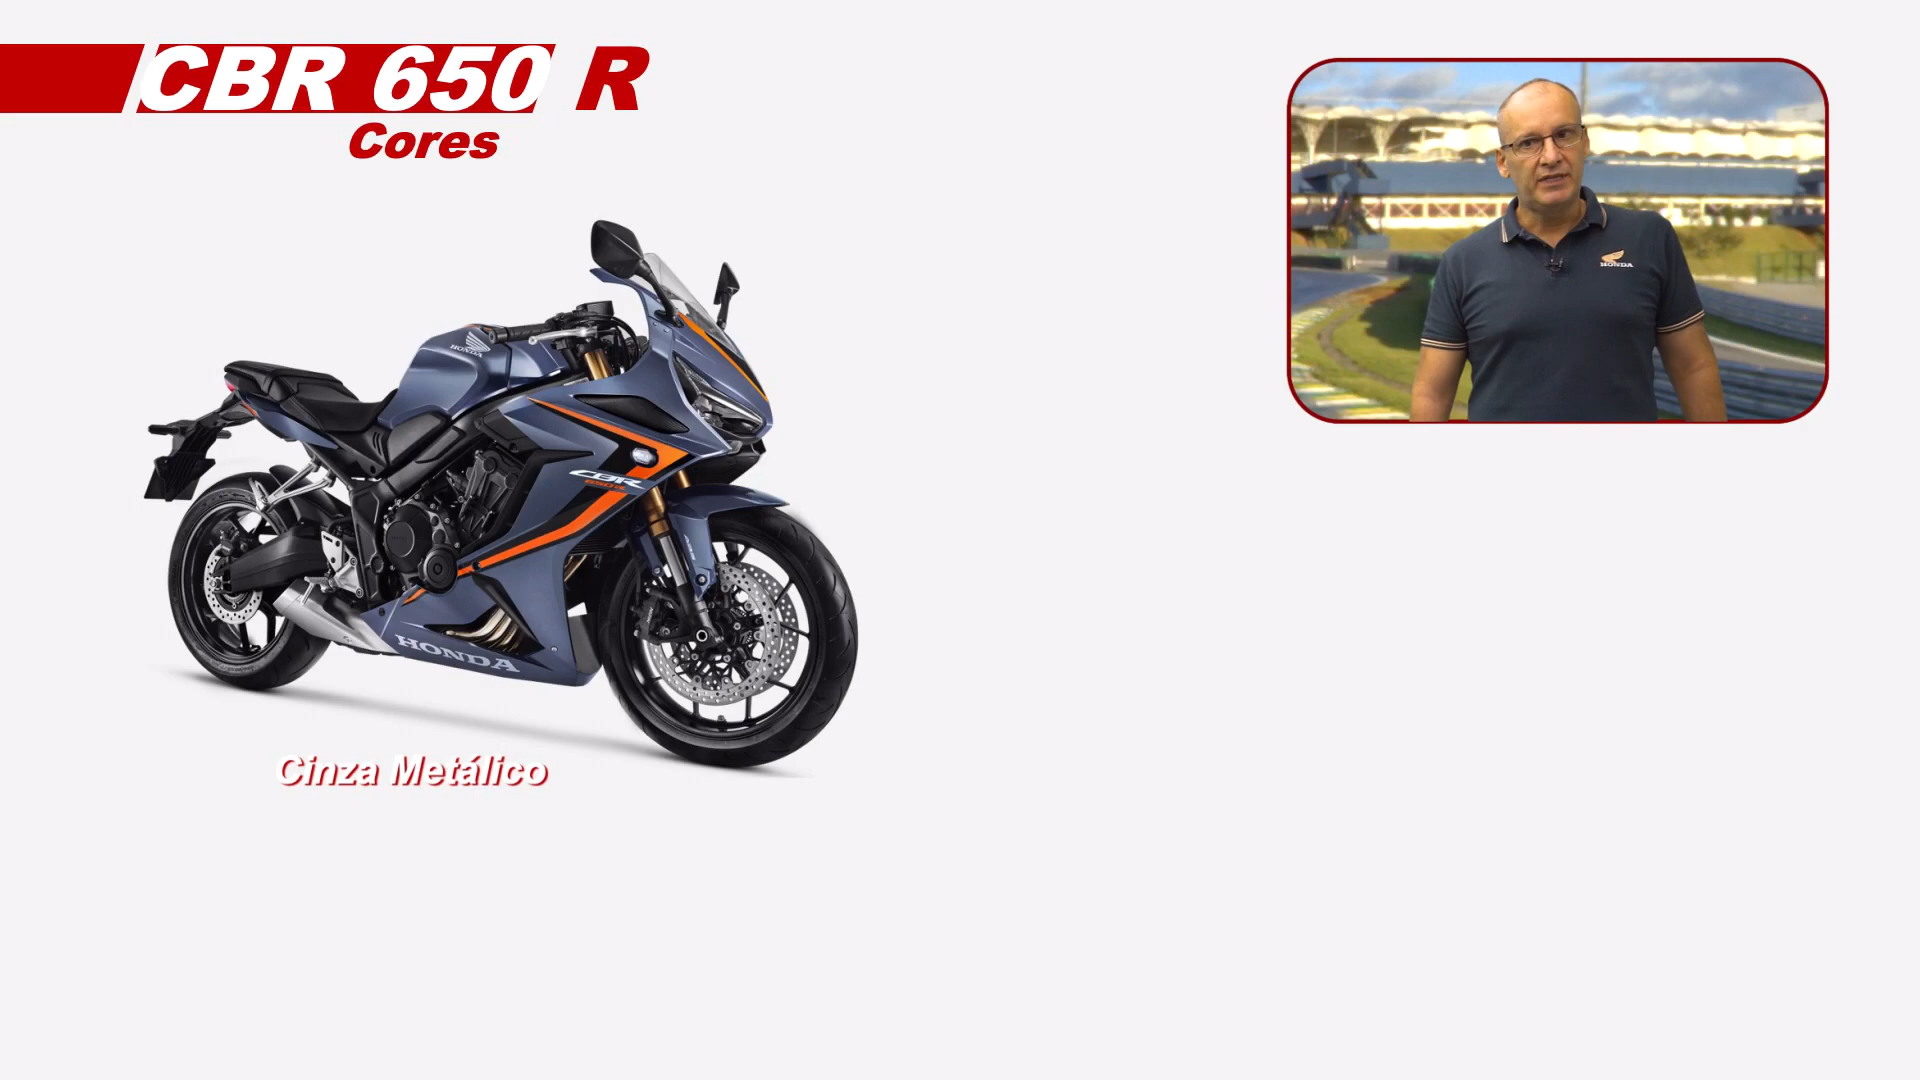 CBR 650 R
Cores
HONDA
HONDA
CBR
HONDA
Cinza Metálico